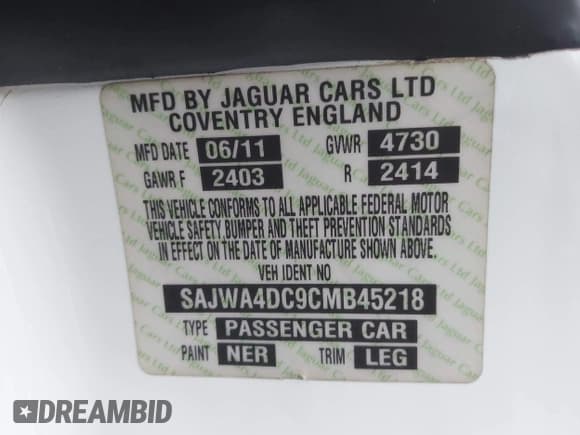 MFD BY JAGUAR CARS LTD
COVENTRY ENGLAND
MFD DATE 06/11 GVWR 4730
GAWR F 2403 R 2414
THIS VEHICLE CONFORMS TO ALL APPLICABLE FEDERAL MOTOR
VEHICLE SAFETY BUMPER AND THEFT PREVENTION STANDARDS
IN EFFECT ON THE DATE OF MANUFACTURE SHOWN ABOVE.
VEH IDENT NO
SAJWA4DC9CMB45218
TYPE PASSENGER CAR
PAINT NER TRIM LEG
DREAMBID